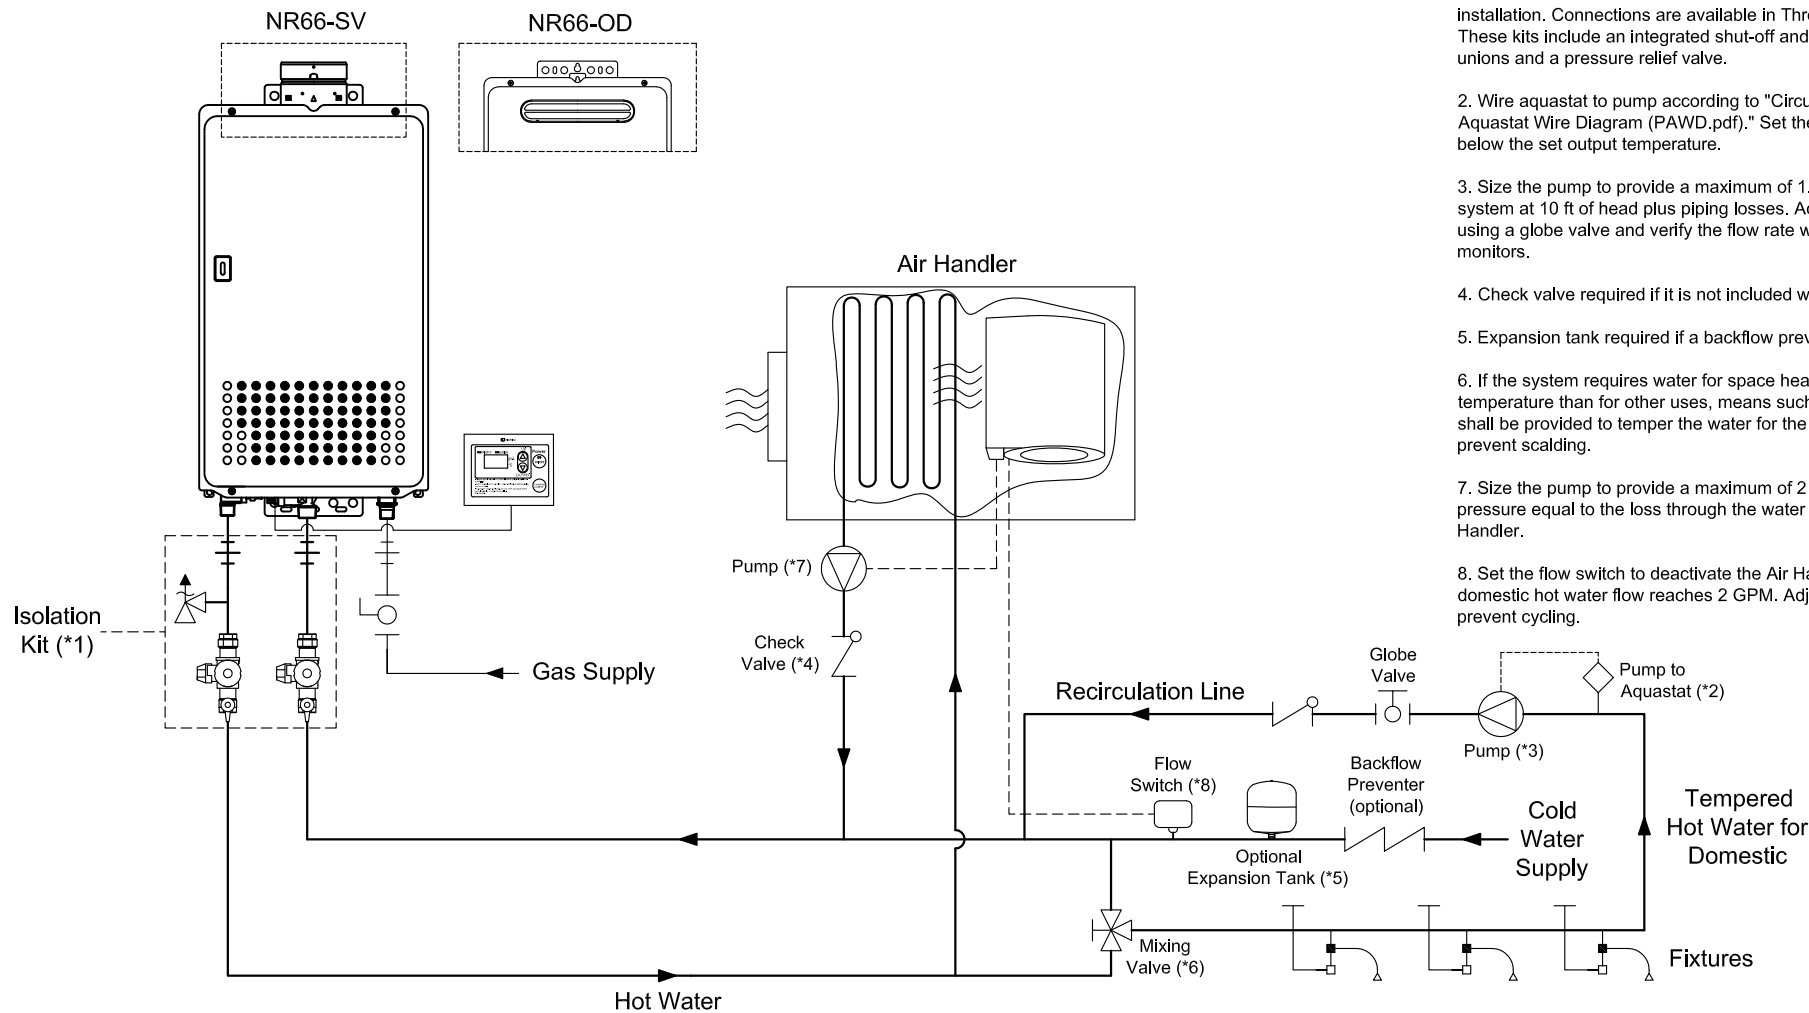 NR66-SV
NR66-OD
installation. Connections are available in
These kits include an integrated shut-off and
unions and a pressure relief valve.
2. Wire aquastat to pump according to
Aquastat Wire Diagram (PAWD.pdf)." Set
below the set output temperature.
3. Size the pump to provide a maximum of 1.
system at 10 ft of head plus piping losses.
using a globe valve and verify the flow rate
monitors.
4. Check valve required if it is not included
5. Expansion tank required if a backflow
6. If the system requires water for space
temperature than for other uses, means such
shall be provided to temper the water for the
prevent scalding.
7. Size the pump to provide a maximum of 2
pressure equal to the loss through the water
Handler.
8. Set the flow switch to deactivate the Air
domestic hot water flow reaches 2 GPM.
prevent cycling.
Air Handler
Power
Pump (*7)
Isolation
Kit (*1)
Check
Valve (*4)
Gas Supply
Globe
Valve
Pump to
Aquastat (*2)
Recirculation Line
Pump (*3)
Flow
Switch (*8)
Backflow
Preventer
(optional)
Cold
Water
Supply
Tempered
Hot Water for
Domestic
Optional
Expansion Tank (*5)
Mixing
Valve (*6)
Fixtures
Hot Water